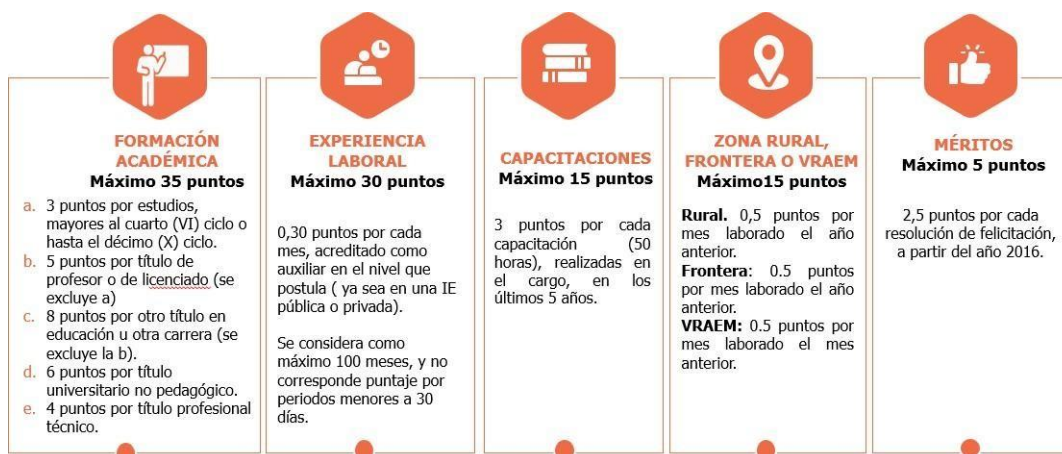 FORMACIÓN
ACADÉMICA
Máximo 35 puntos
a. 3 puntos por estudios,
mayores al cuarto (VI) ciclo o
hasta el décimo (X) ciclo.
b. 5 puntos por título de
profesor o de licenciado (se
excluye a)
c. 8 puntos por otro título en
educación u otra carrera (se
excluye la b).
d. 6 puntos por título
universitario no pedagógico.
e. 4 puntos por título profesional
técnico.
EXPERIENCIA
LABORAL
Máximo 30 puntos
0,30 puntos por cada
mes, acreditado como
auxiliar en el nivel que
postula ( ya sea en una IE
pública o privada).
Se considera como
máximo 100 meses, y no
corresponde puntaje por
periodos menores a 30
días.
CAPACITACIONES
Máximo 15 puntos
3 puntos por cada
capacitación (50
horas), realizadas en
el cargo, en los
últimos 5 años.
ZONA RURAL,
FRONTERA O VRAEM
Máximo15 puntos
Rural. 0,5 puntos por
mes laborado el año
anterior.
Frontera: 0.5 puntos
por mes laborado el año
anterior.
VRAEM: 0.5 puntos por
mes laborado el mes
anterior.
MÉRITOS
Máximo 5 puntos
2,5 puntos por cada
resolución de felicitación,
a partir del año 2016.